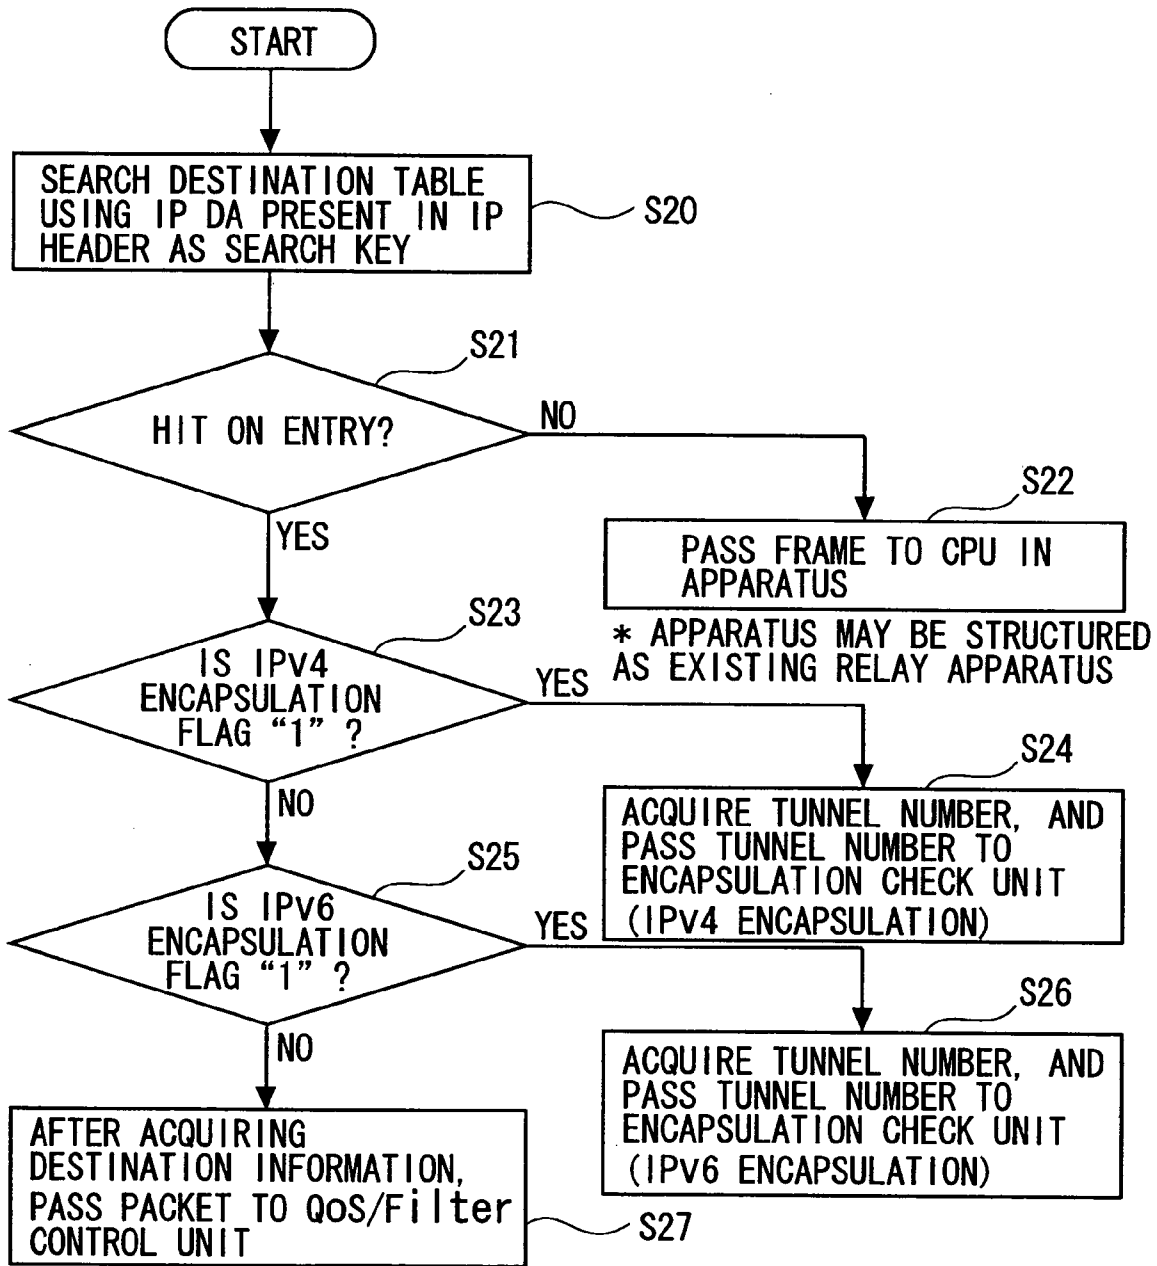 START
SEARCH DESTINATION TABLE
USING IP DA PRESENT IN IP
HEADER AS SEARCH KEY
S20
S21
HIT ON ENTRY?
NO
YES
S22
PASS FRAME TO CPU IN
APPARATUS
* APPARATUS MAY BE STRUCTURED
AS EXISTING RELAY APPARATUS
S23
IS IPv4
ENCAPSULATION
FLAG “1” ?
YES
NO
S24
ACQUIRE TUNNEL NUMBER, AND
PASS TUNNEL NUMBER TO
ENCAPSULATION CHECK UNIT
(IPv4 ENCAPSULATION)
S25
IS IPv6
ENCAPSULATION
FLAG “1” ?
YES
NO
S26
ACQUIRE TUNNEL NUMBER, AND
PASS TUNNEL NUMBER TO
ENCAPSULATION CHECK UNIT
(IPv6 ENCAPSULATION)
AFTER ACQUIRING
DESTINATION INFORMATION,
PASS PACKET TO QoS/Filter
CONTROL UNIT
S27